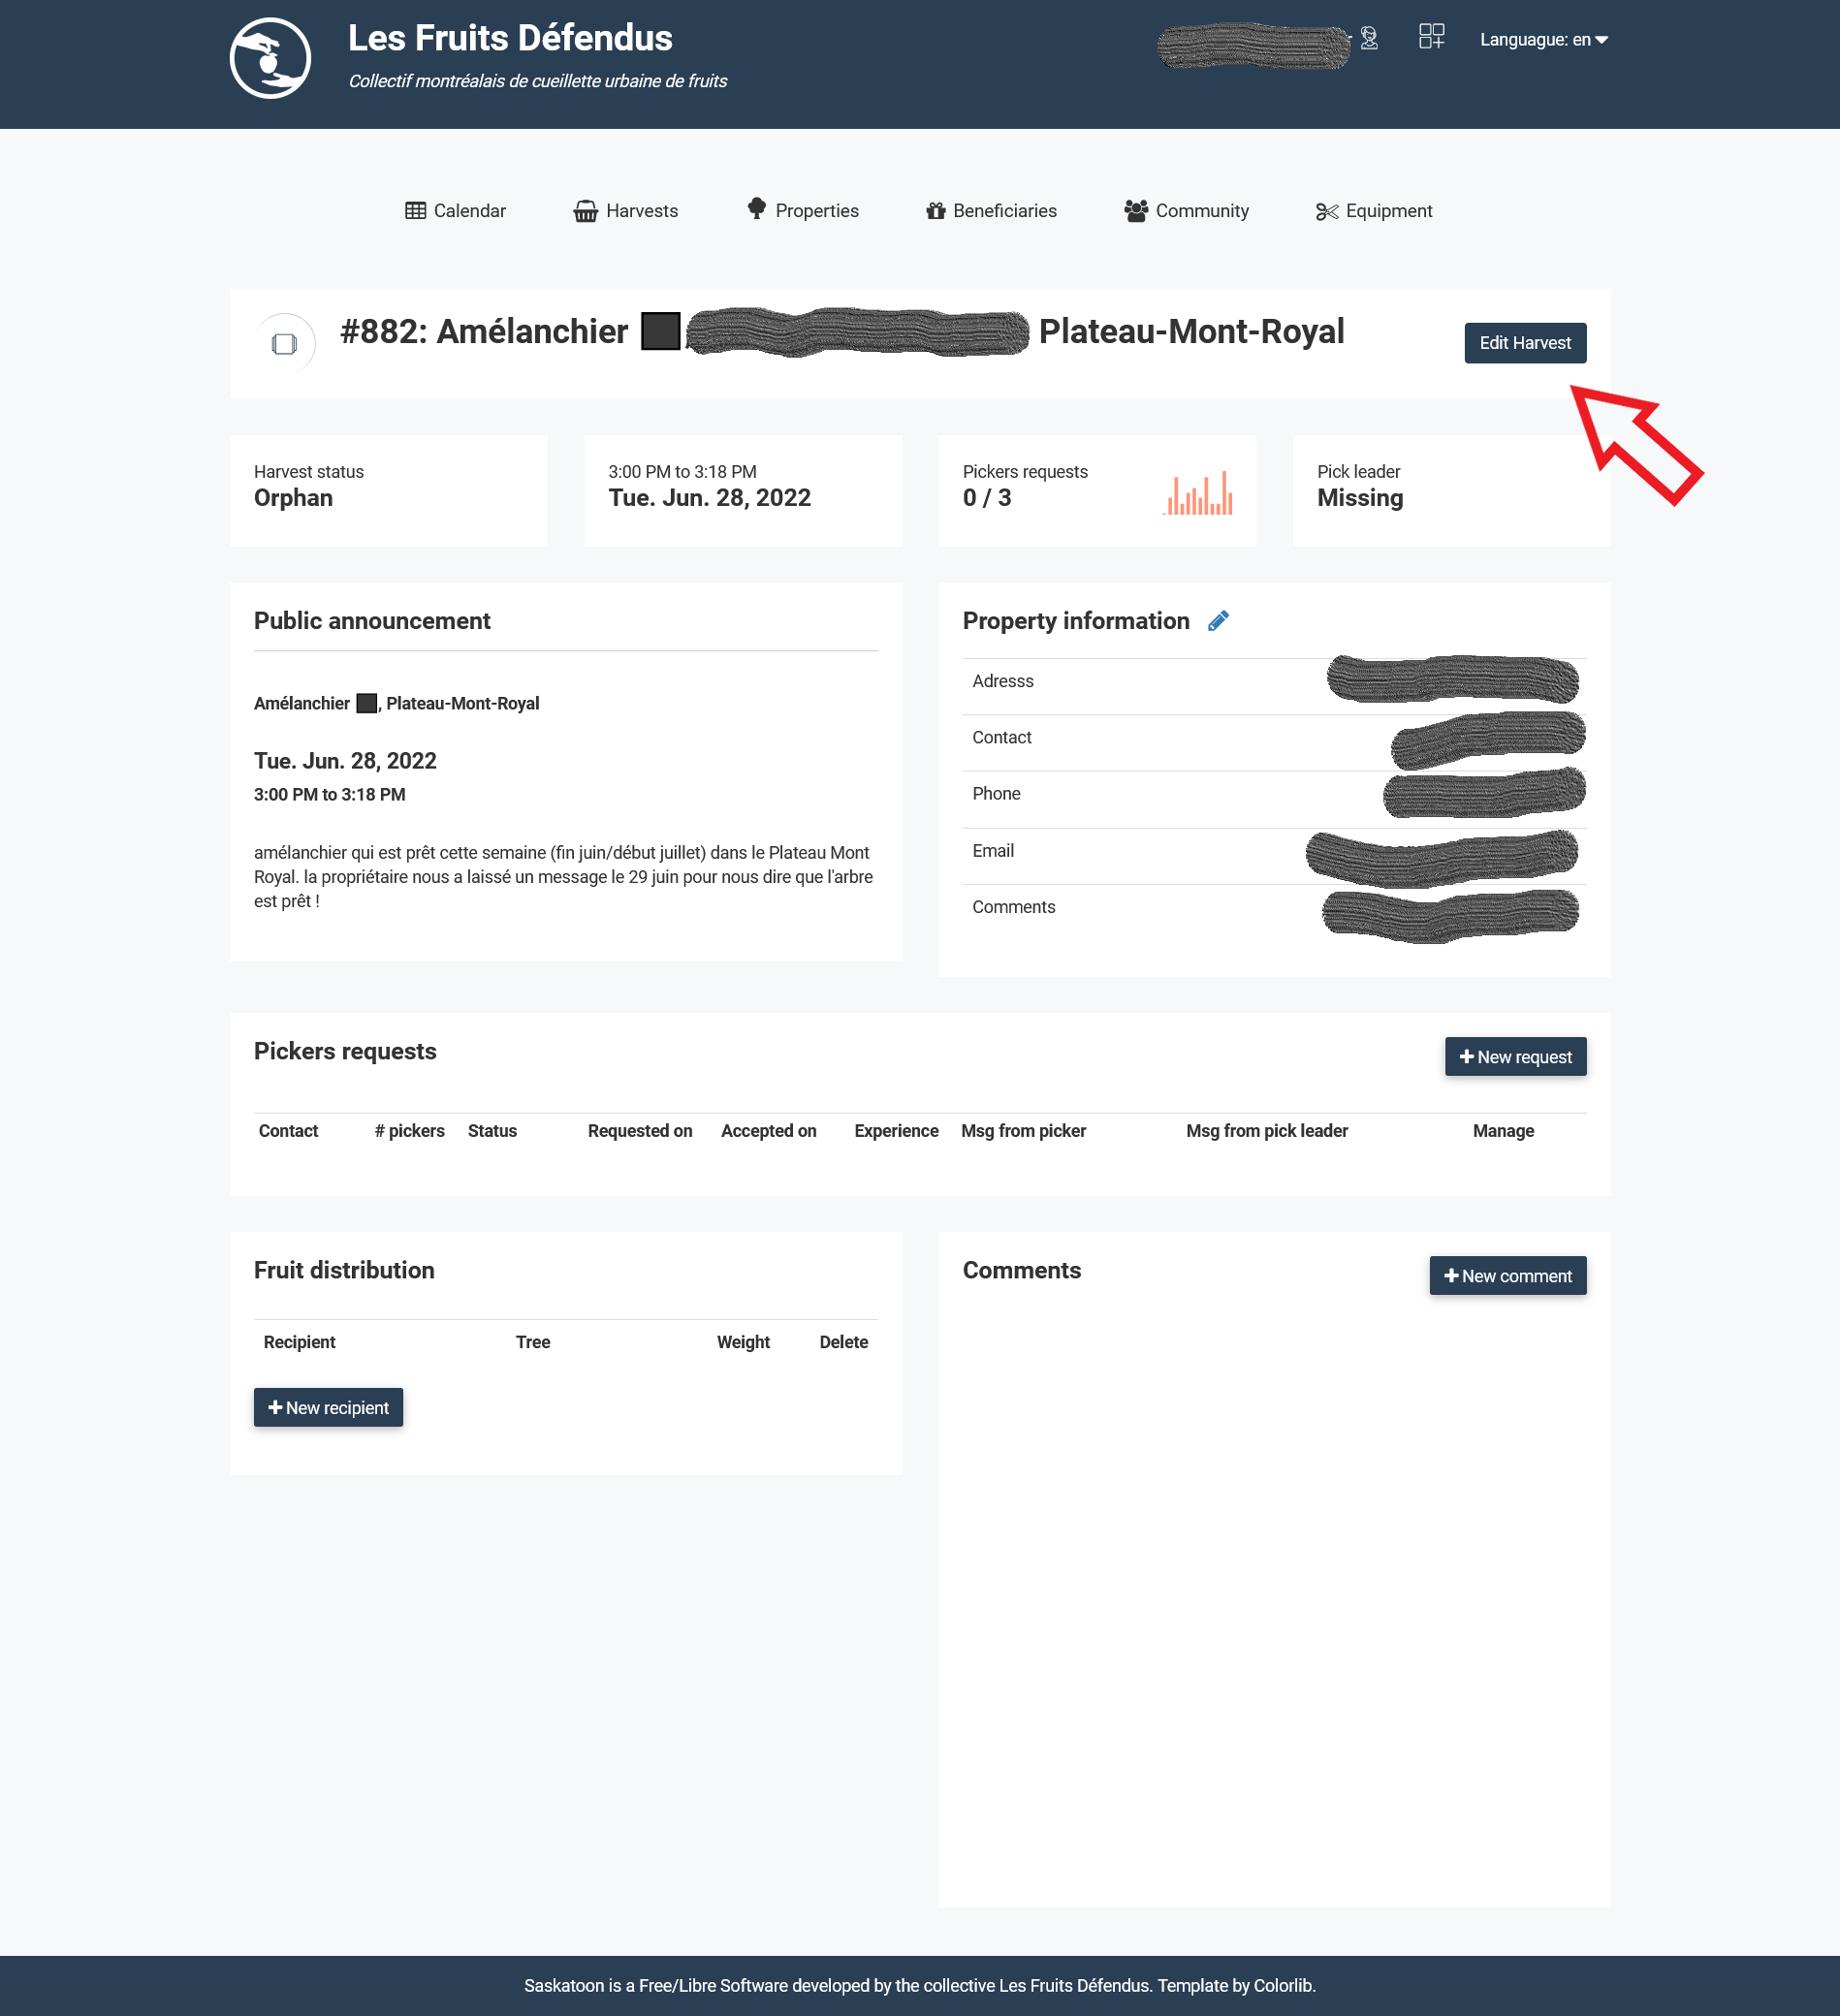 Les Fruits Défendus
Collectif montréalais de cueillette urbaine de fruits
Languague: en
Calendar
Harvests
Properties
Beneficiaries
Community
Equipment
#882: Amélanchier Plateau-Mont-Royal
Edit Harvest
Harvest status
Orphan
3:00 PM to 3:18 PM
Tue. Jun. 28, 2022
Pickers requests
0 / 3
Pick leader
Missing
Public announcement
Amélanchier , Plateau-Mont-Royal
Tue. Jun. 28, 2022
3:00 PM to 3:18 PM
amélanchier qui est prêt cette semaine (fin juin/début juillet) dans le Plateau Mont
Royal. la propriétaire nous a laissé un message le 29 juin pour nous dire que l'arbre
est prêt !
Property information
Adresss
Contact
Phone
Email
Comments
Pickers requests
New request
Contact # pickers Status Requested on Accepted on Experience Msg from picker Msg from pick leader Manage
Fruit distribution
Recipient Tree Weight Delete
New recipient
Comments
New comment
Saskatoon is a Free/Libre Software developed by the collective Les Fruits Défendus. Template by Colorlib.